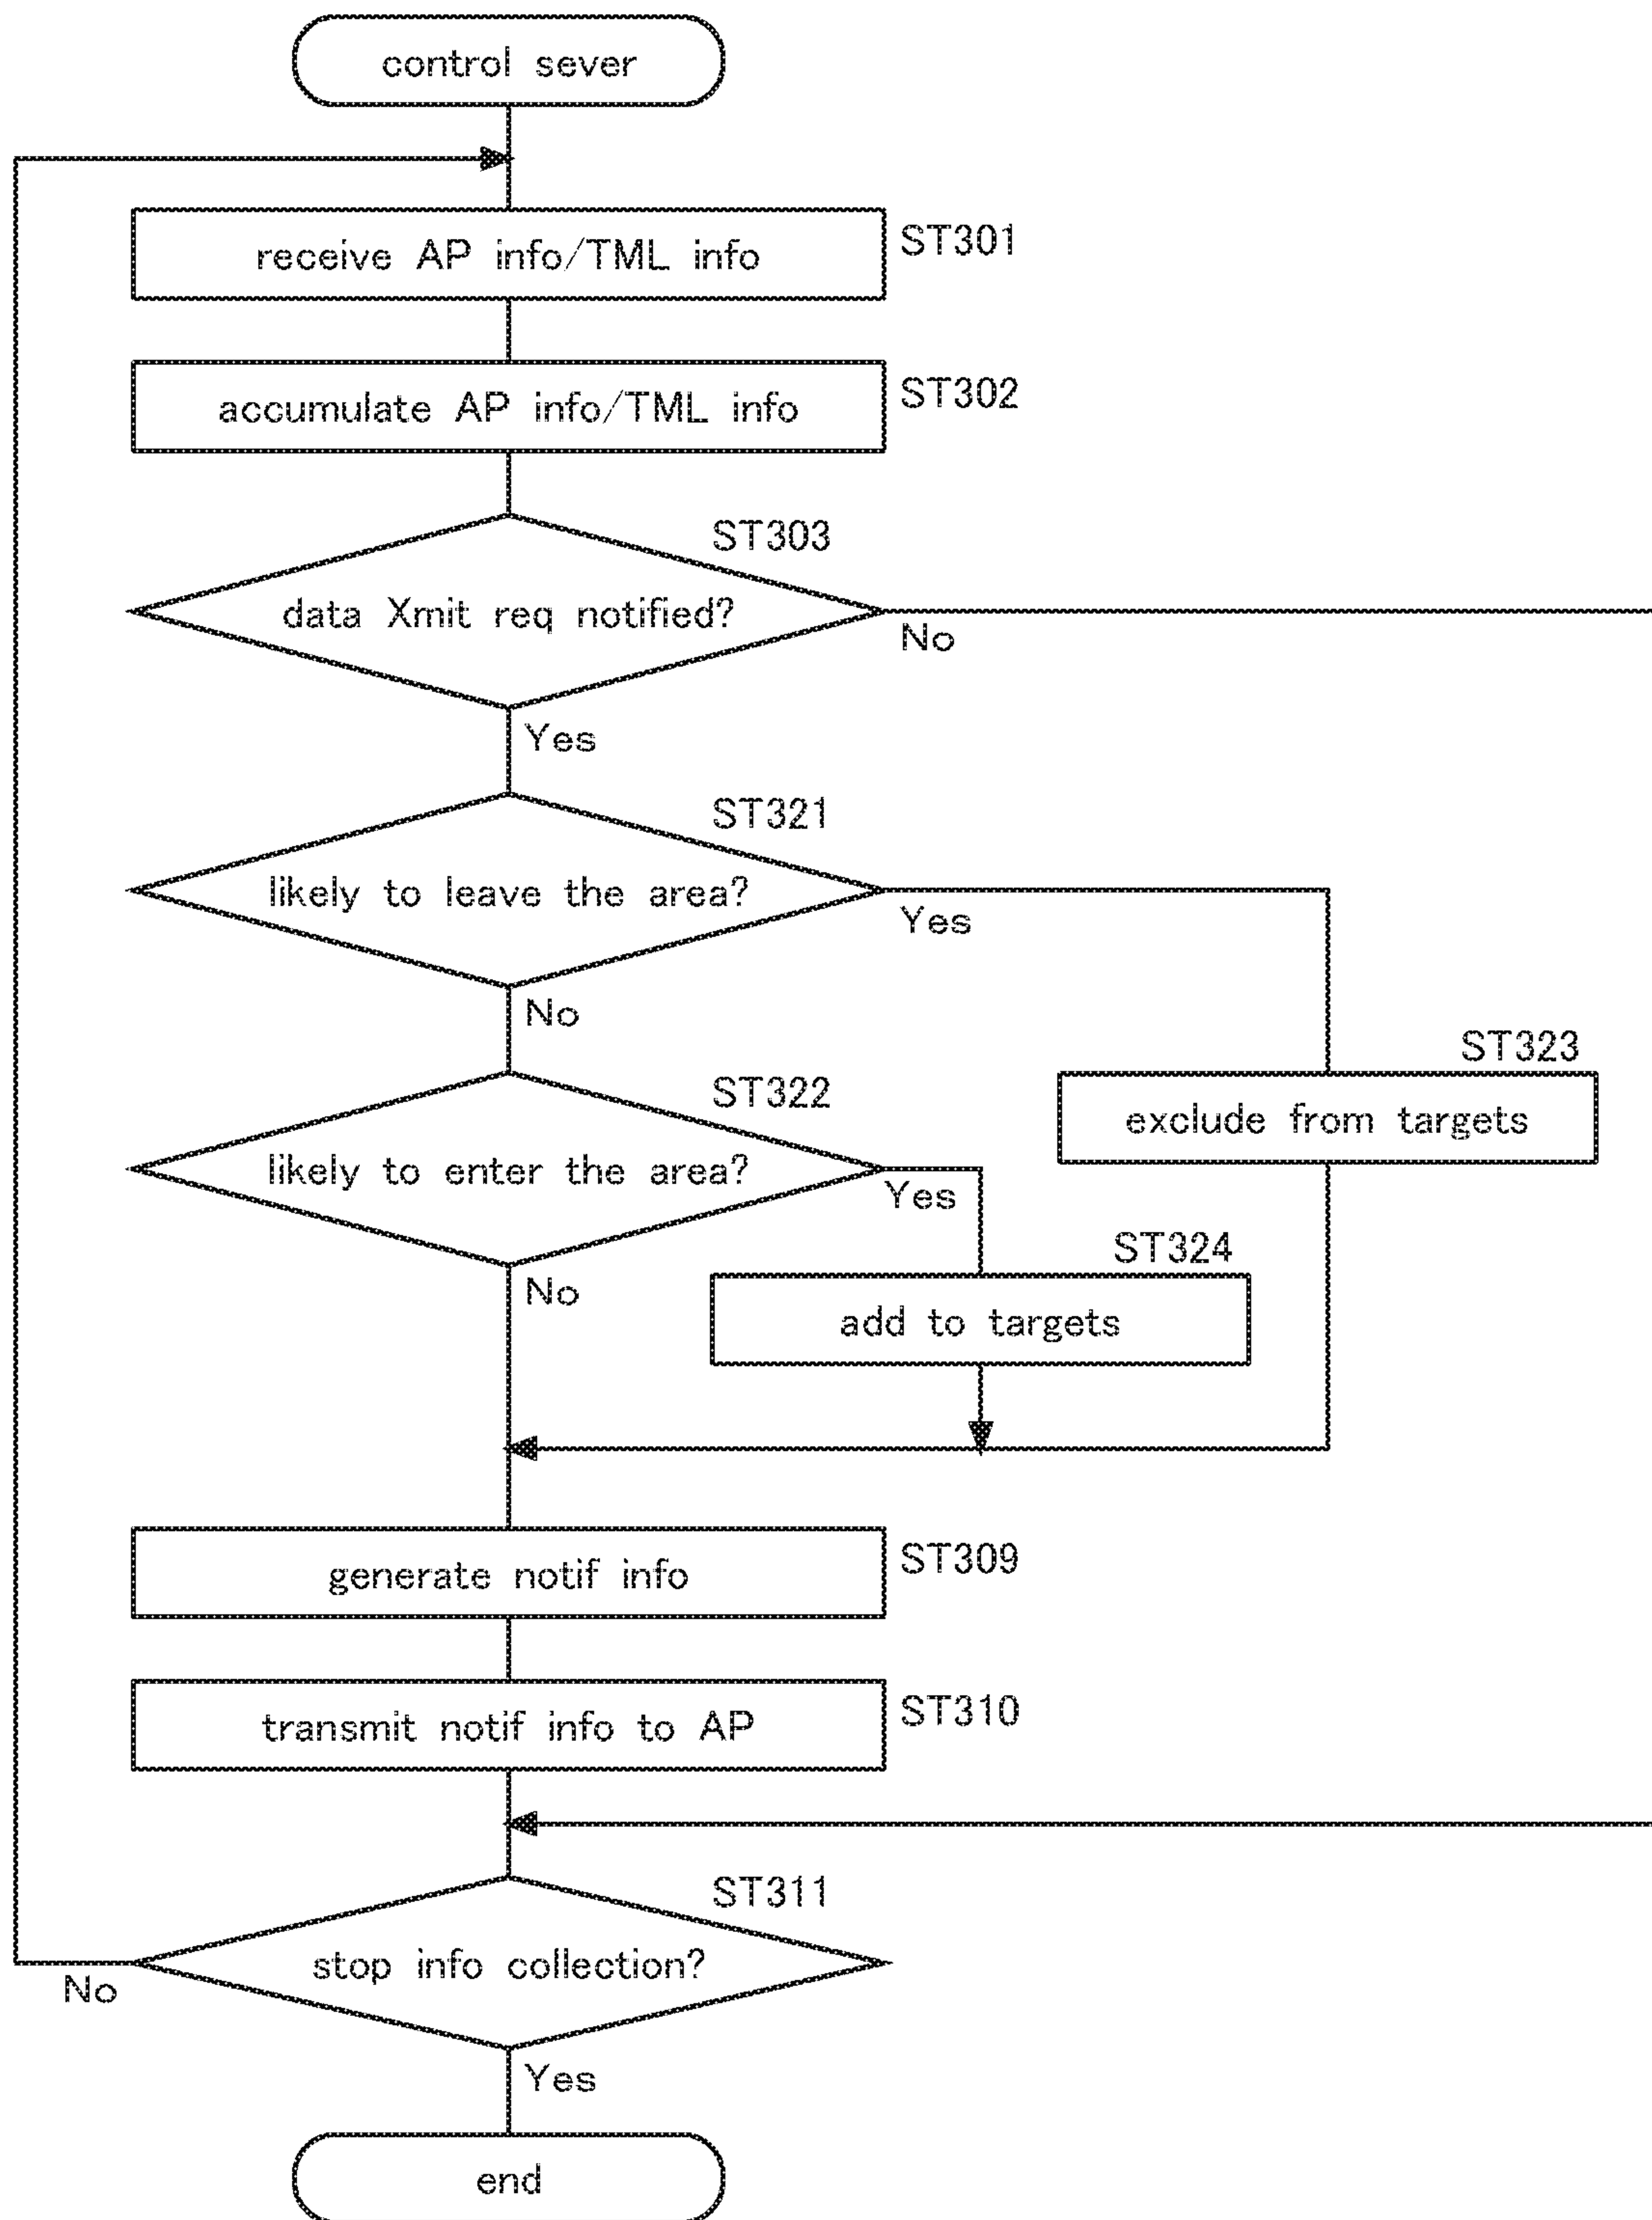 control sever
receive AP info/TML info
ST301
accumulate AP info/TML info
ST302
ST303
data Xmit req notified?
No
Yes
ST321
likely to leave the area?
Yes
No
ST323
exclude from targets
ST322
likely to enter the area?
Yes
ST324
No
add to targets
generate notif info
ST309
transmit notif info to AP
ST310
ST311
stop info collection?
No
Yes
end